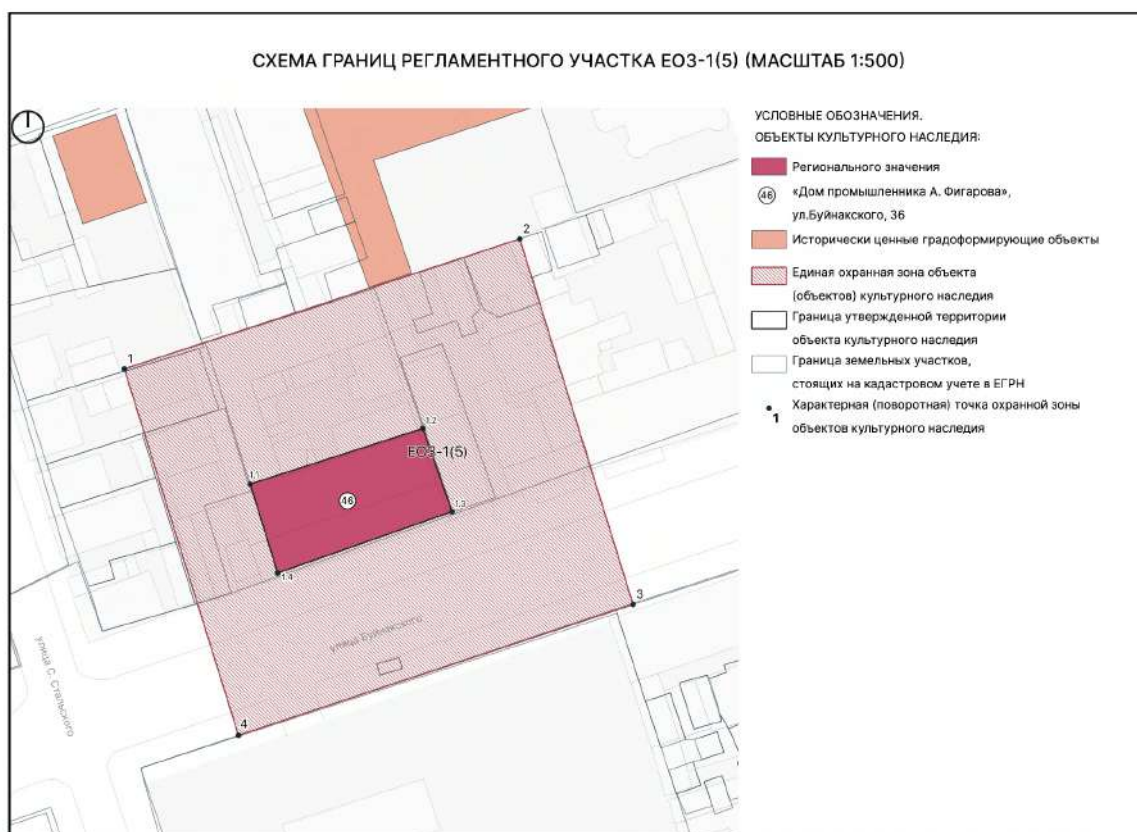 СХЕМА ГРАНИЦ РЕГЛАМЕНТНОГО УЧАСТКА ЕОЗ-1(5) (МАСШТАБ 1:500)
УСЛОВНЫЕ ОБОЗНАЧЕНИЯ.
ОБЪЕКТЫ КУЛЬТУРНОГО НАСЛЕДИЯ:
Регионального значения
46
«Дом промышленника А. Фигарова»,
ул.Буйнакского, 36
Исторически ценные градоформирующие объекты
Единая охранная зона объекта
(объектов) культурного наследия
Граница утвержденной территории
объекта культурного наследия
Граница земельных участков,
стоящих на кадастровом учете в ЕГРН
1
Характерная (поворотная) точка охранной зоны
объектов культурного наследия
2
1
1.2
ЕОЗ-1(5)
1.1
46
1.3
1.4
3
улица Буйнакского
улица С. Стальского
4